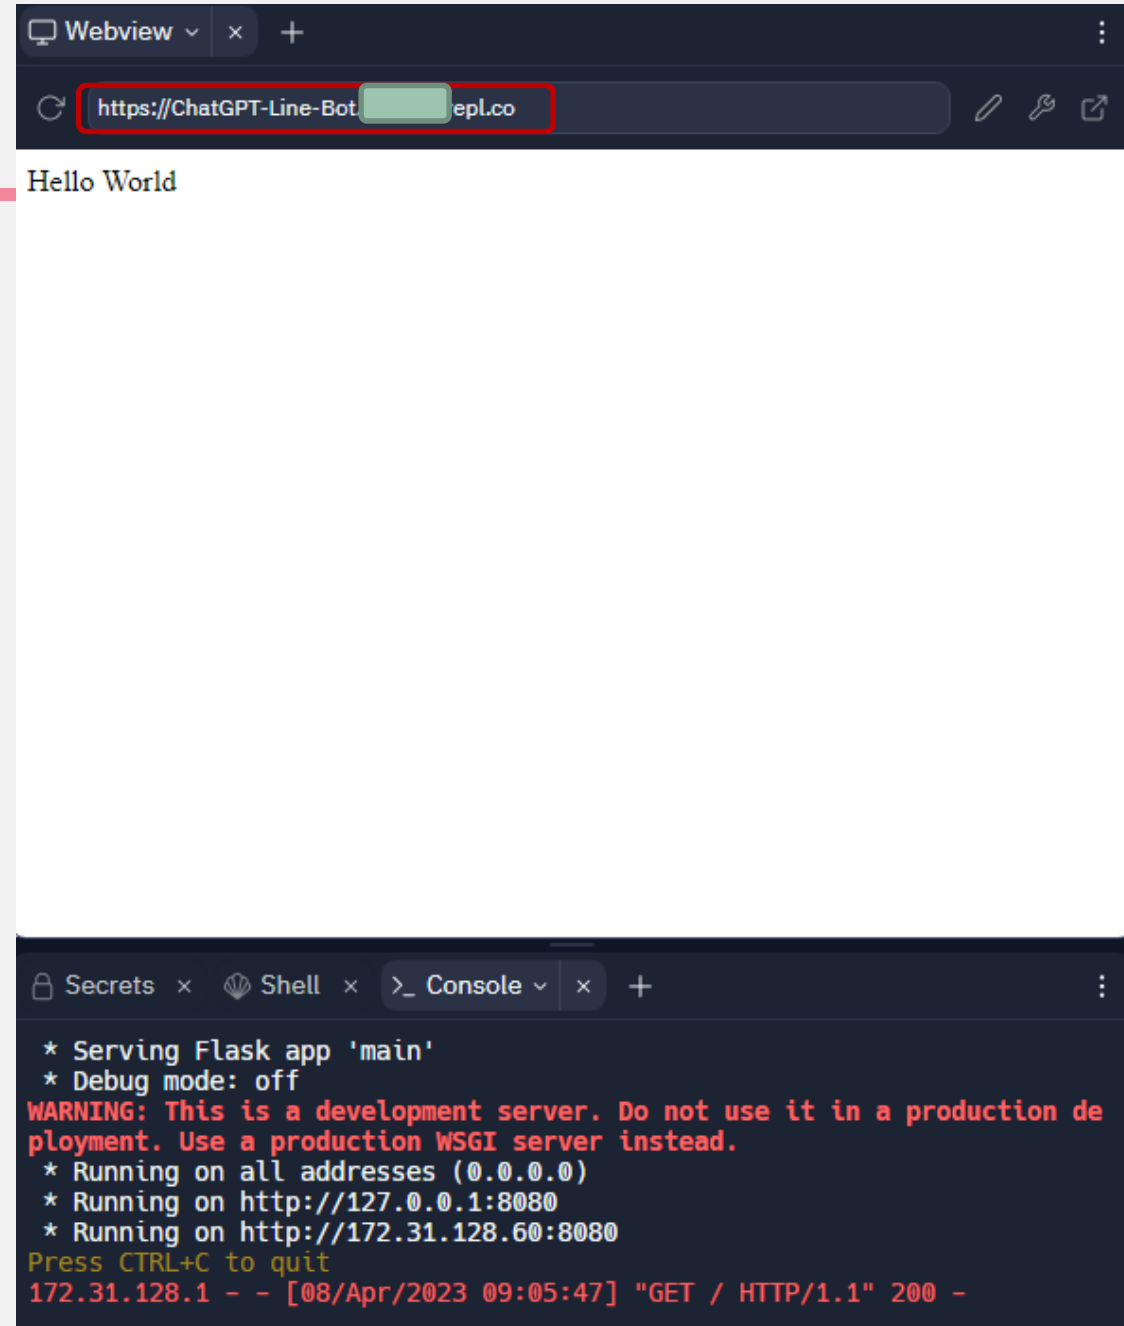 Webview
https://ChatGPT-Line-Bot. epl.co
Hello World
Secrets Shell >_ Console
* Serving Flask app 'main'
* Debug mode: off
WARNING: This is a development server. Do not use it in a production de
ployment. Use a production WSGI server instead.
* Running on all addresses (0.0.0.0)
* Running on http://127.0.0.1:8080
* Running on http://172.31.128.60:8080
Press CTRL+C to quit
172.31.128.1 - - [08/Apr/2023 09:05:47] "GET / HTTP/1.1" 200 -